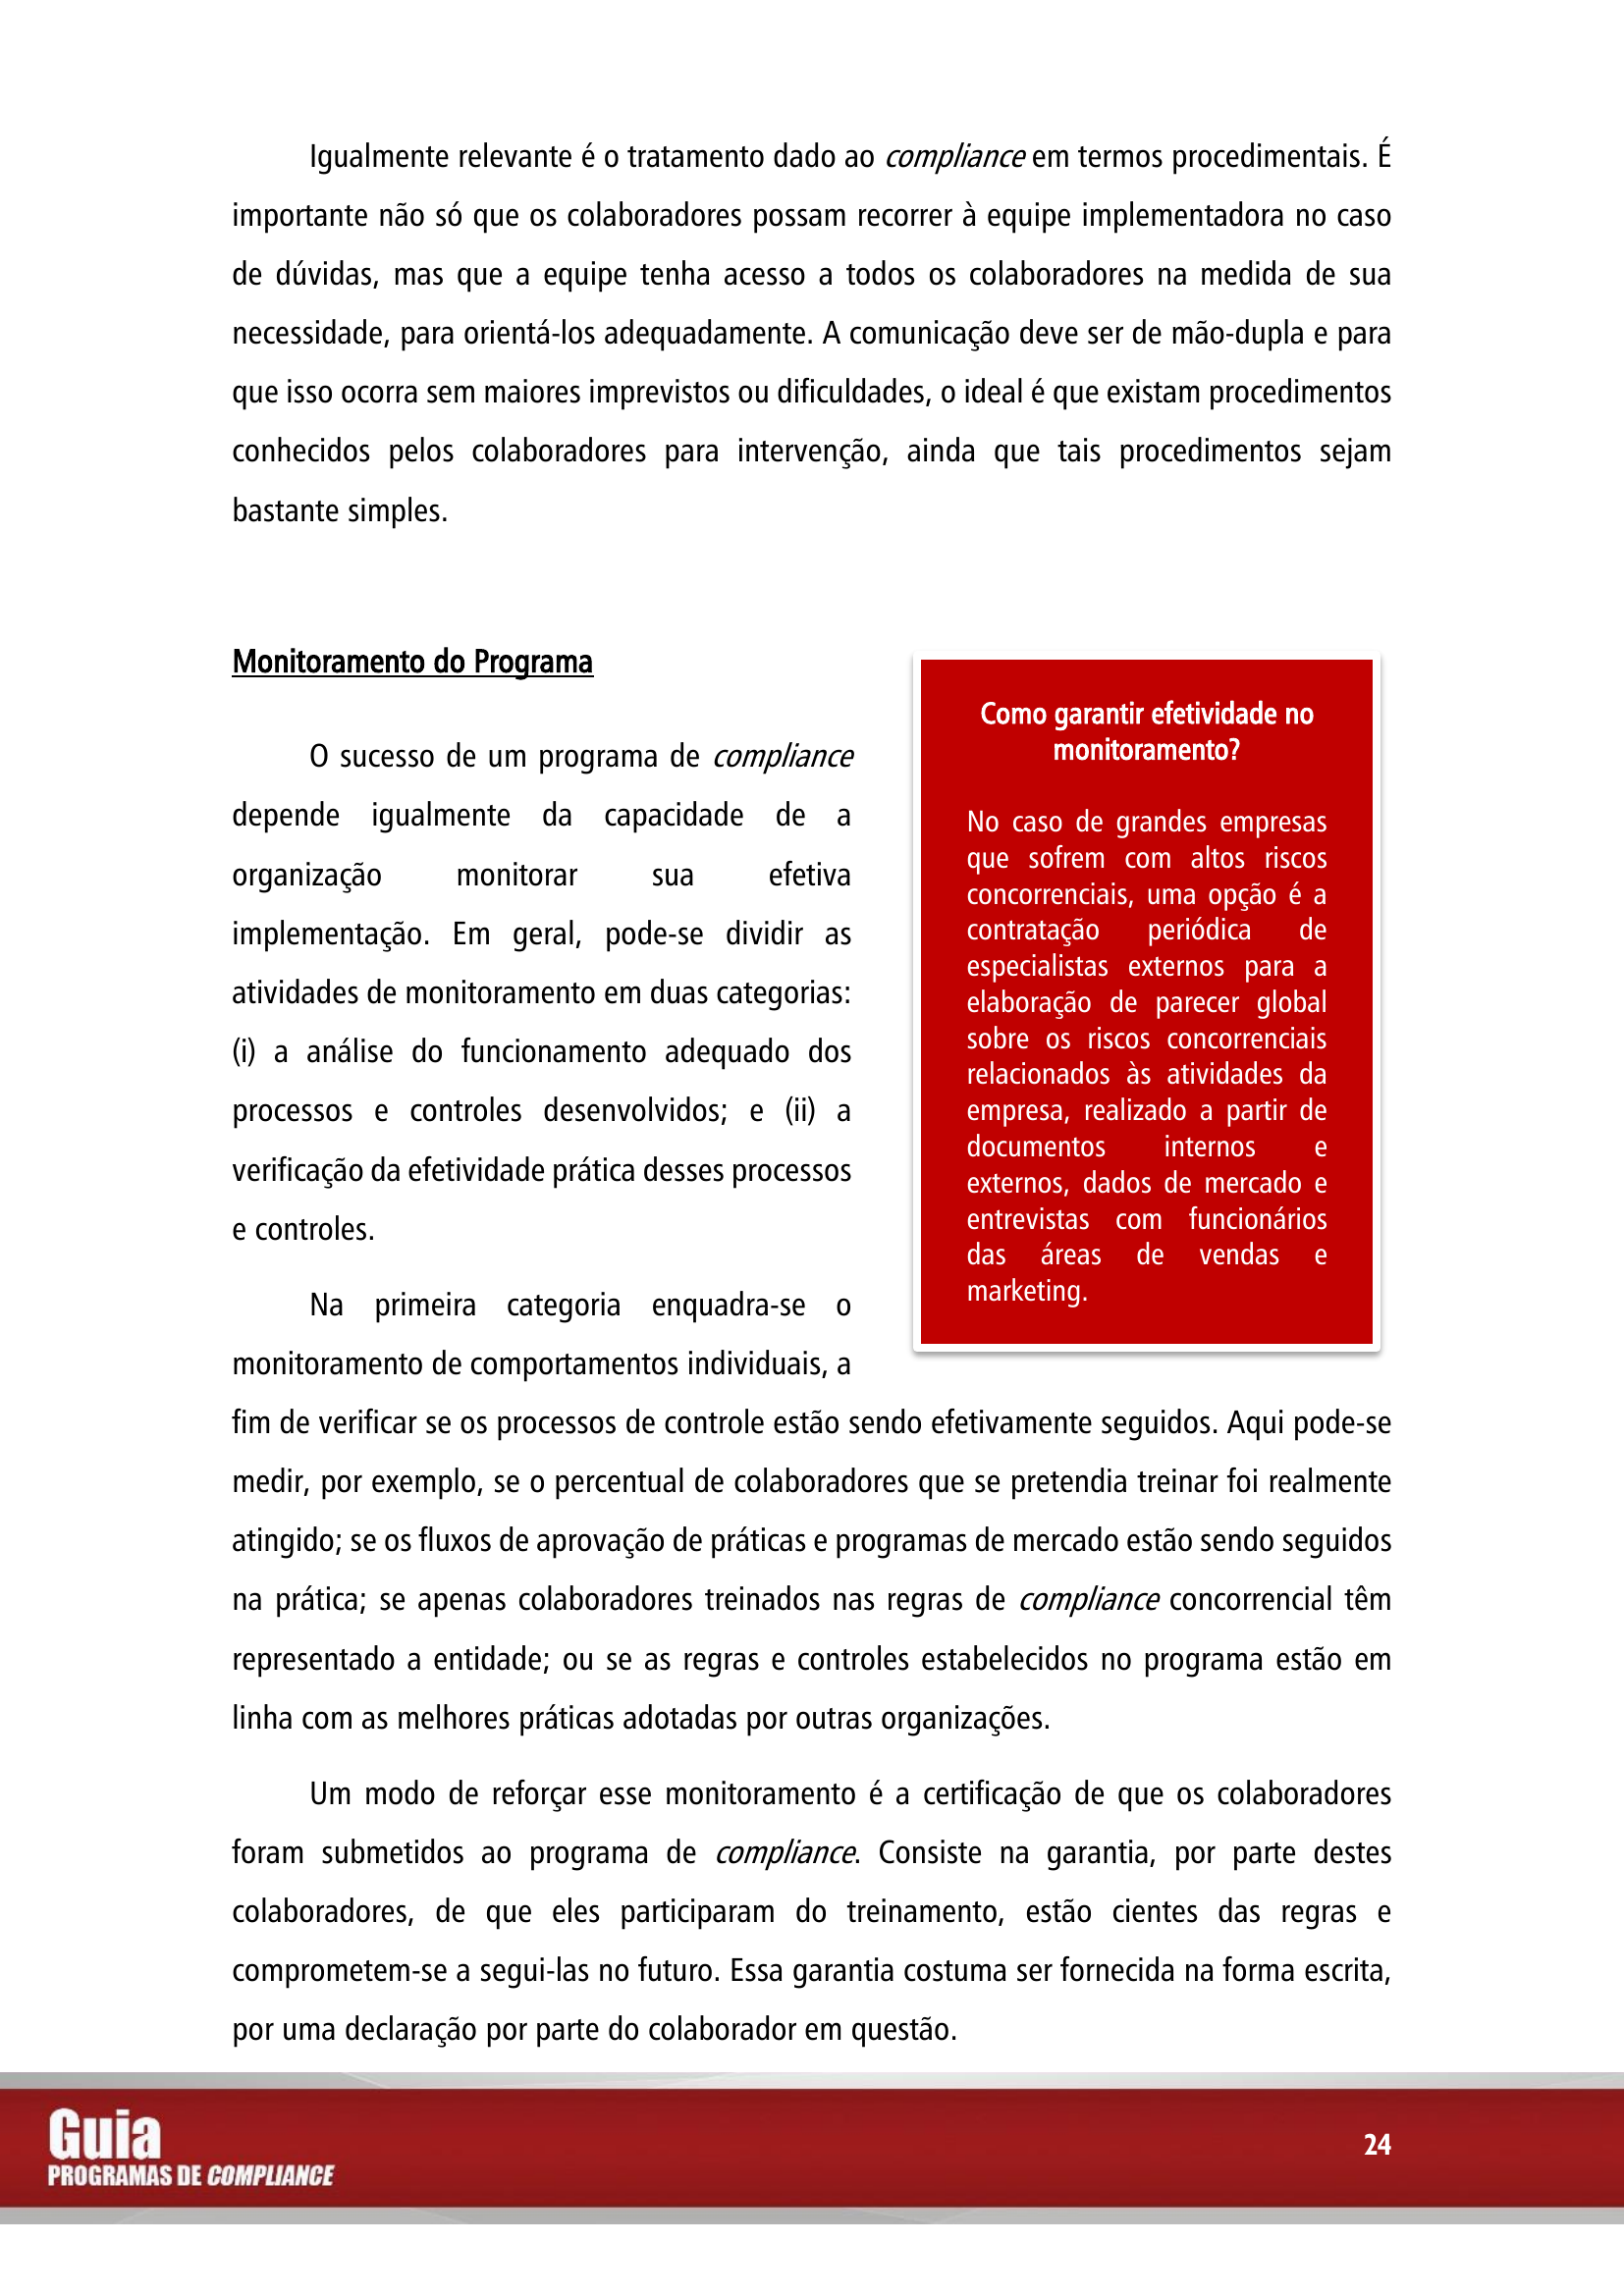 Igualmente relevante é o tratamento dado ao compliance em termos procedimentais. É
importante não só que os colaboradores possam recorrer à equipe implementadora no caso
de dúvidas, mas que a equipe tenha acesso a todos os colaboradores na medida de sua
necessidade, para orientá-los adequadamente. A comunicação deve ser de mão-dupla e para
que isso ocorra sem maiores imprevistos ou dificuldades, o ideal é que existam procedimentos
conhecidos pelos colaboradores para intervenção, ainda que tais procedimentos sejam
bastante simples.
Monitoramento do Programa
O sucesso de um programa de compliance
depende igualmente da capacidade de a
organização monitorar sua efetiva
implementação. Em geral, pode-se dividir as
atividades de monitoramento em duas categorias:
(i) a análise do funcionamento adequado dos
processos e controles desenvolvidos; e (ii) a
verificação da efetividade prática desses processos
e controles.
Como garantir efetividade no
monitoramento?
No caso de grandes empresas
que sofrem com altos riscos
concorrenciais, uma opção é a
contratação periódica de
especialistas externos para a
elaboração de parecer global
sobre os riscos concorrenciais
relacionados às atividades da
empresa, realizado a partir de
documentos internos e
externos, dados de mercado e
entrevistas com funcionários
das áreas de vendas e
marketing.
Na primeira categoria enquadra-se o
monitoramento de comportamentos individuais, a
fim de verificar se os processos de controle estão sendo efetivamente seguidos. Aqui pode-se
medir, por exemplo, se o percentual de colaboradores que se pretendia treinar foi realmente
atingido; se os fluxos de aprovação de práticas e programas de mercado estão sendo seguidos
na prática; se apenas colaboradores treinados nas regras de compliance concorrencial têm
representado a entidade; ou se as regras e controles estabelecidos no programa estão em
linha com as melhores práticas adotadas por outras organizações.
Um modo de reforçar esse monitoramento é a certificação de que os colaboradores
foram submetidos ao programa de compliance. Consiste na garantia, por parte destes
colaboradores, de que eles participaram do treinamento, estão cientes das regras e
comprometem-se a segui-las no futuro. Essa garantia costuma ser fornecida na forma escrita,
por uma declaração por parte do colaborador em questão.
Guia
PROGRAMAS DE COMPLIANCE
24